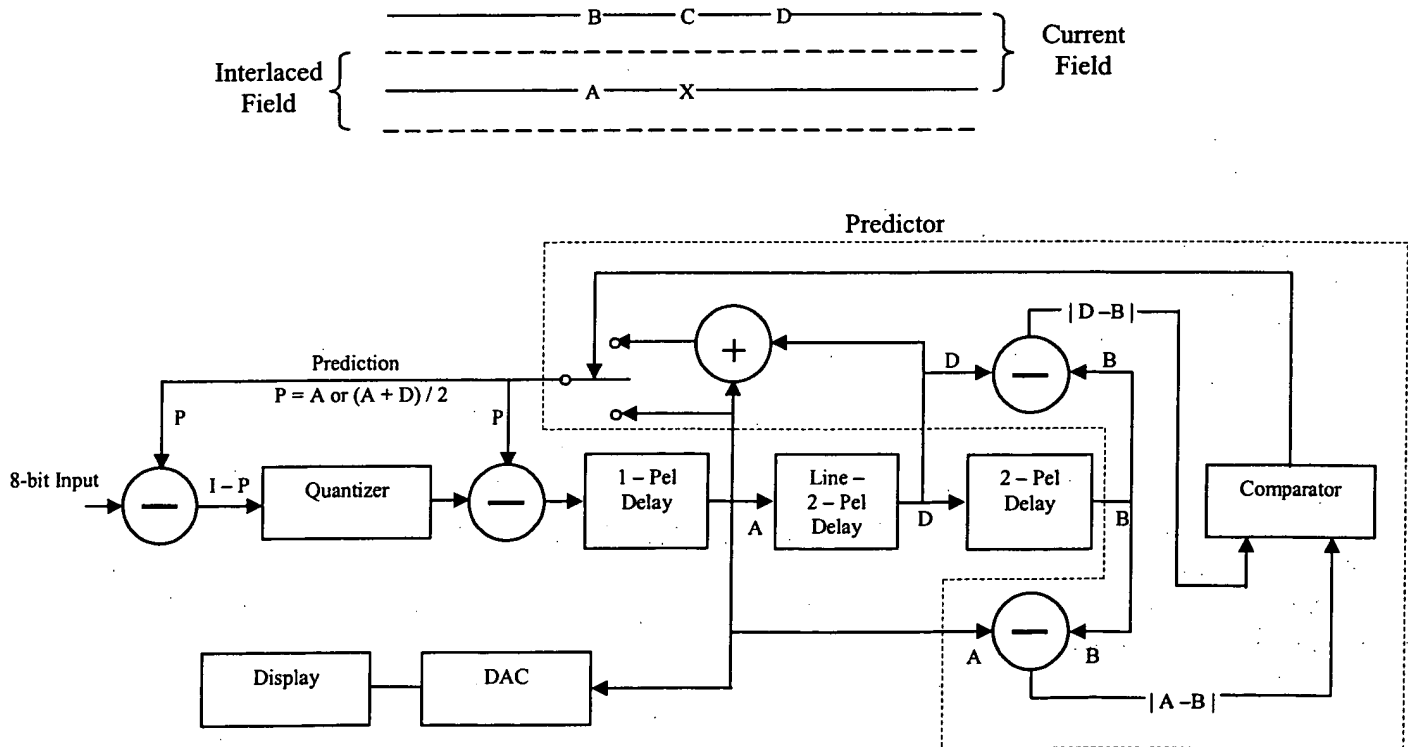 B C D
Current
Field
Interlaced
Field
A X
Predictor
| D –B |
+
D
—
B
Prediction
P = A or (A + D) / 2
P
P
8-bit Input
—
I – P
Quantizer
—
1 – Pel
Delay
A
Line –
2 – Pel
Delay
D
2 – Pel
Delay
B
Comparator
—
A
B
Display
DAC
| A –B |